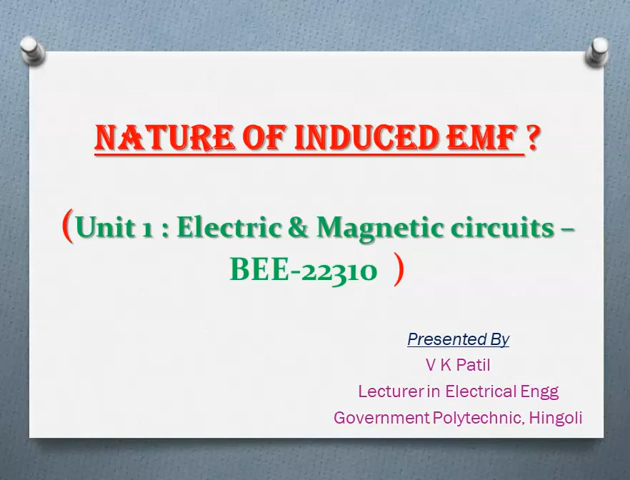 NATURE OF INDUCED EMF ?
(Unit 1 : Electric & Magnetic circuits –
BEE-22310 )
Presented By
V K Patil
Lecturer in Electrical Engg
Government Polytechnic, Hingoli